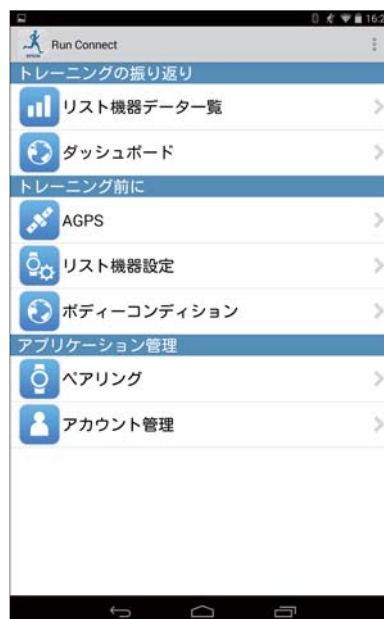 16:2
EPSON
Run Connect
トレーニングの振り返り
リスト機器データ一覧
ダッシュボード
トレーニング前に
AGPS
リスト機器設定
ボディーコンディション
アプリケーション管理
ペアリング
アカウント管理